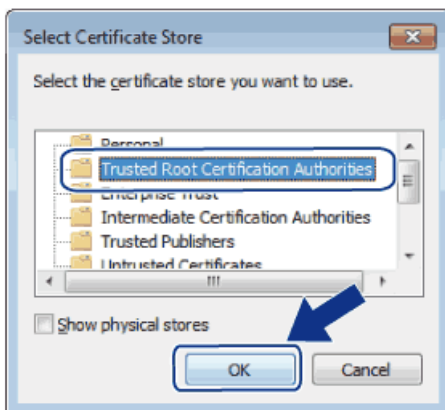 Select Certificate Store
Select the certificate store you want to use.
Personal
Trusted Root Certification Authorities
Enterprise Trust
Intermediate Certification Authorities
Trusted Publishers
Untrusted Certificates
Show physical stores
OK
Cancel